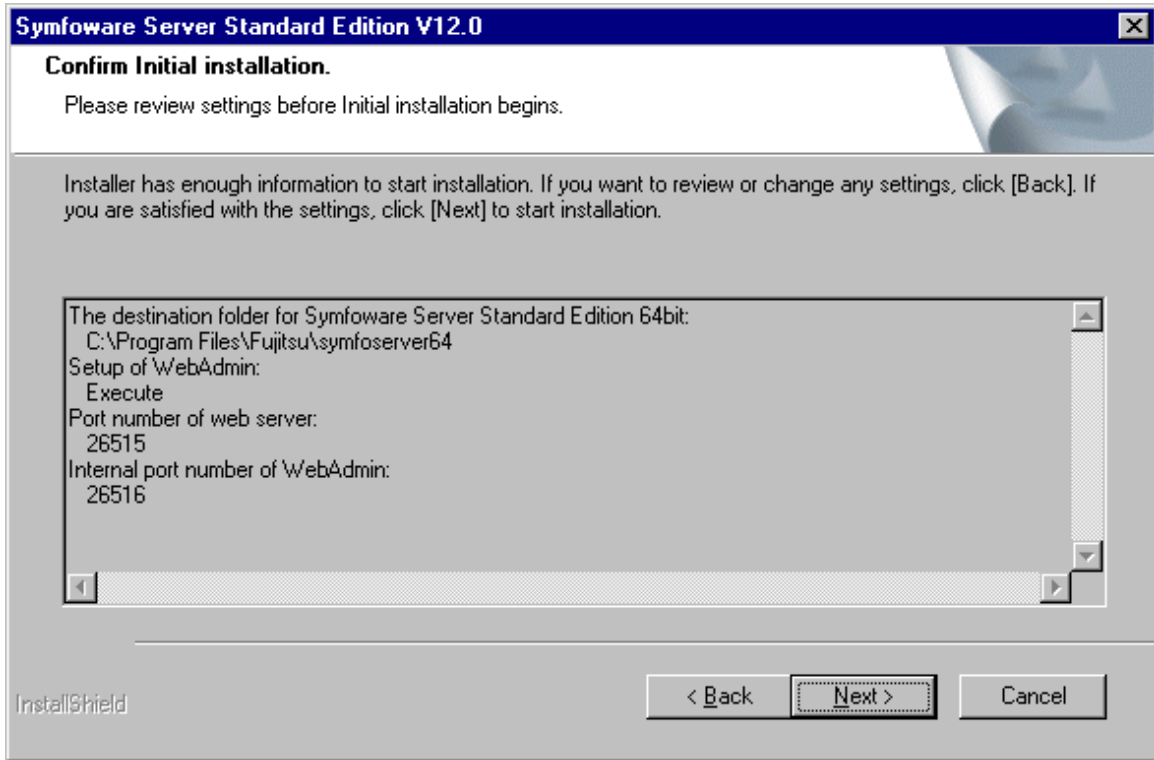 Symfoware Server Standard Edition V12.0
Confirm Initial installation.
Please review settings before Initial installation begins.
Installer has enough information to start installation. If you want to review or change any settings, click [Back]. If
you are satisfied with the settings, click [Next] to start installation.
The destination folder for Symfoware Server Standard Edition 64bit:
C:\Program Files\Fujitsu\symfoserver64
Setup of WebAdmin:
Execute
Port number of web server:
26515
Internal port number of WebAdmin:
26516
InstallShield
< Back
Next >
Cancel